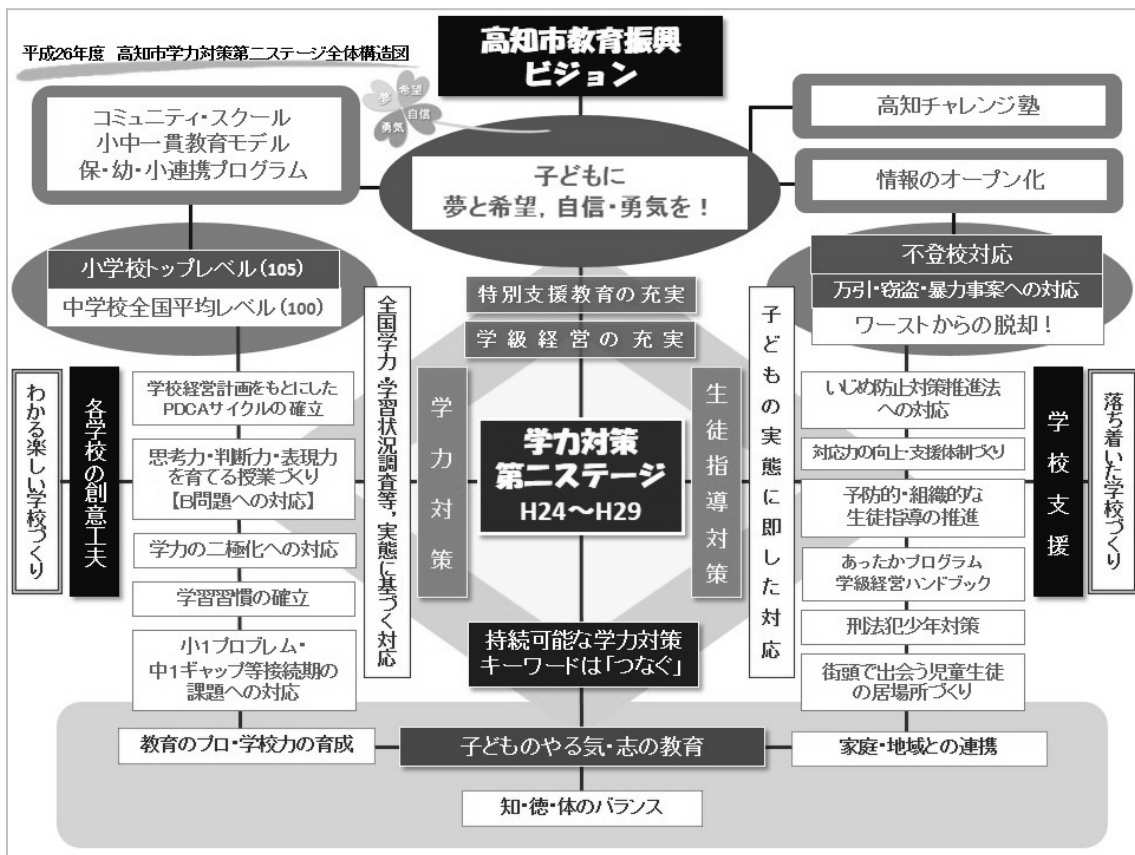 平成26年度 高知市学力対策第二ステージ全体構造図
高知市教育振興
ビジョン
夢
希望
自信
勇気
コミュニティ・スクール
小中一貫教育モデル
保・幼・小連携プログラム
子どもに
夢と希望，自信・勇気を！
高知チャレンジ塾
情報のオープン化
小学校トップレベル(105)
中学校全国平均レベル(100)
特別支援教育の充実
学級経営の充実
不登校対応
万引・窃盗・暴力事案への対応
ワーストからの脱却！
わかる楽しい学校づくり
各学校の創意工夫
学校経営計画をもとにした
PDCAサイクルの確立
思考力・判断力・表現力
を育てる授業づくり
【B問題への対応】
学力の二極化への対応
学習習慣の確立
小1プロブレム・
中1ギャップ等接続期の
課題への対応
全国学力・学習状況調査等，実態に基づく対応
学力対策
学力対策
第二ステージ
H24～H29
生徒指導対策
子どもの実態に即した対応
いじめ防止対策推進法
への対応
対応力の向上・支援体制づくり
予防的・組織的な
生徒指導の推進
あったかプログラム
学級経営ハンドブック
刑法犯少年対策
街頭で出会う児童生徒
の居場所づくり
学校支援
落ち着いた学校づくり
持続可能な学力対策
キーワードは「つなぐ」
教育のプロ・学校力の育成
子どものやる気・志の教育
家庭・地域との連携
知・徳・体のバランス